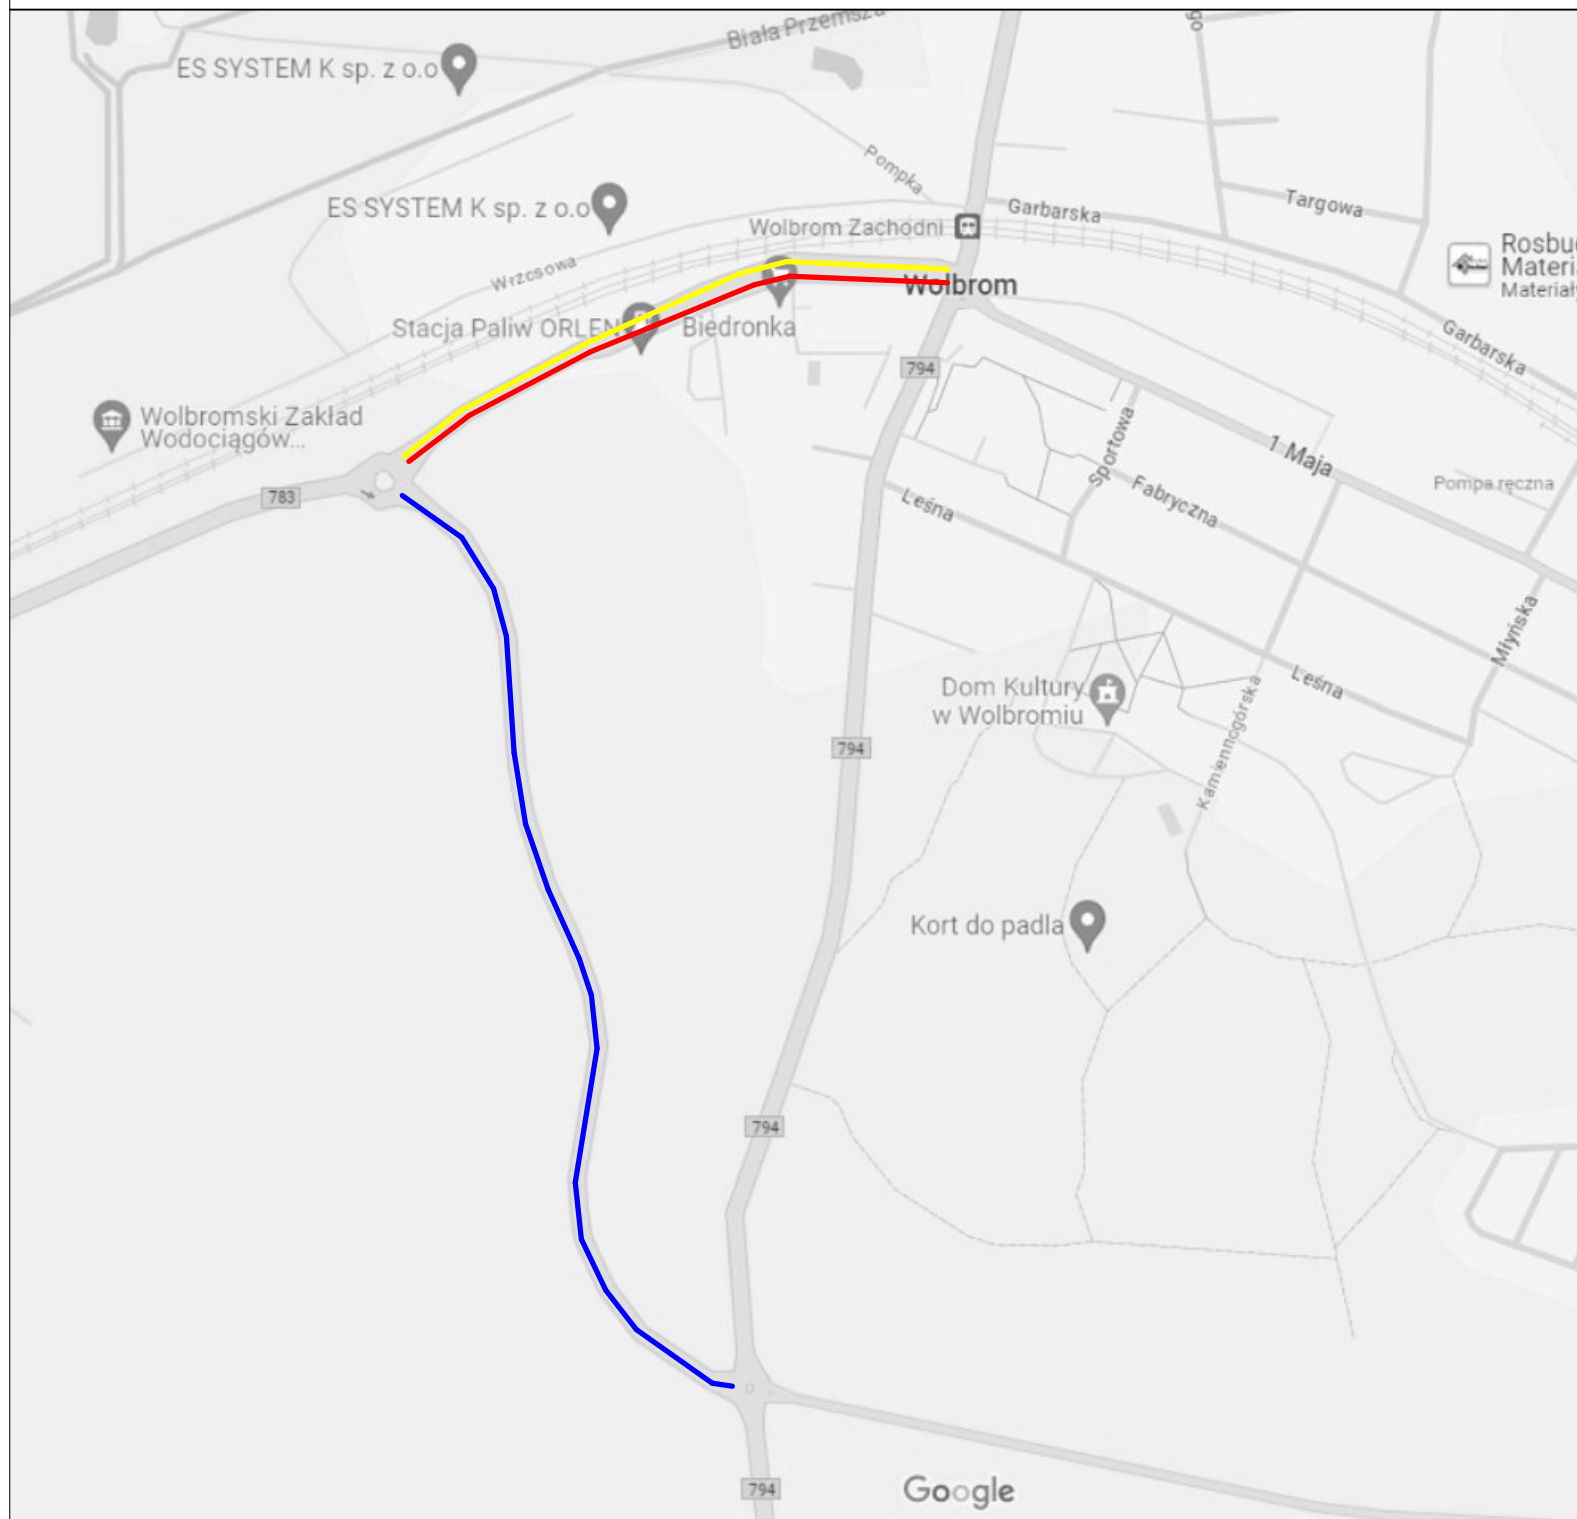 Biała Przemsza
ES SYSTEM K sp. z o.o
Pompka
ES SYSTEM K sp. z o.o
Targowa
Garbarska
Wolbrom Zachodni
Rosbud
Materia
Materiały
Wrzosowa
Wolbrom
Stacja Paliw ORLEN
Biedronka
Garbarska
794
Wolbromski Zakład
Wodociągów...
1 Maja
Sportowa
783
Leśna
Fabryczna
Pompa ręczna
Młyńska
Dom Kultury
w Wolbromiu
Leśna
Kamiennogórska
794
Kort do padla
794
794
Google